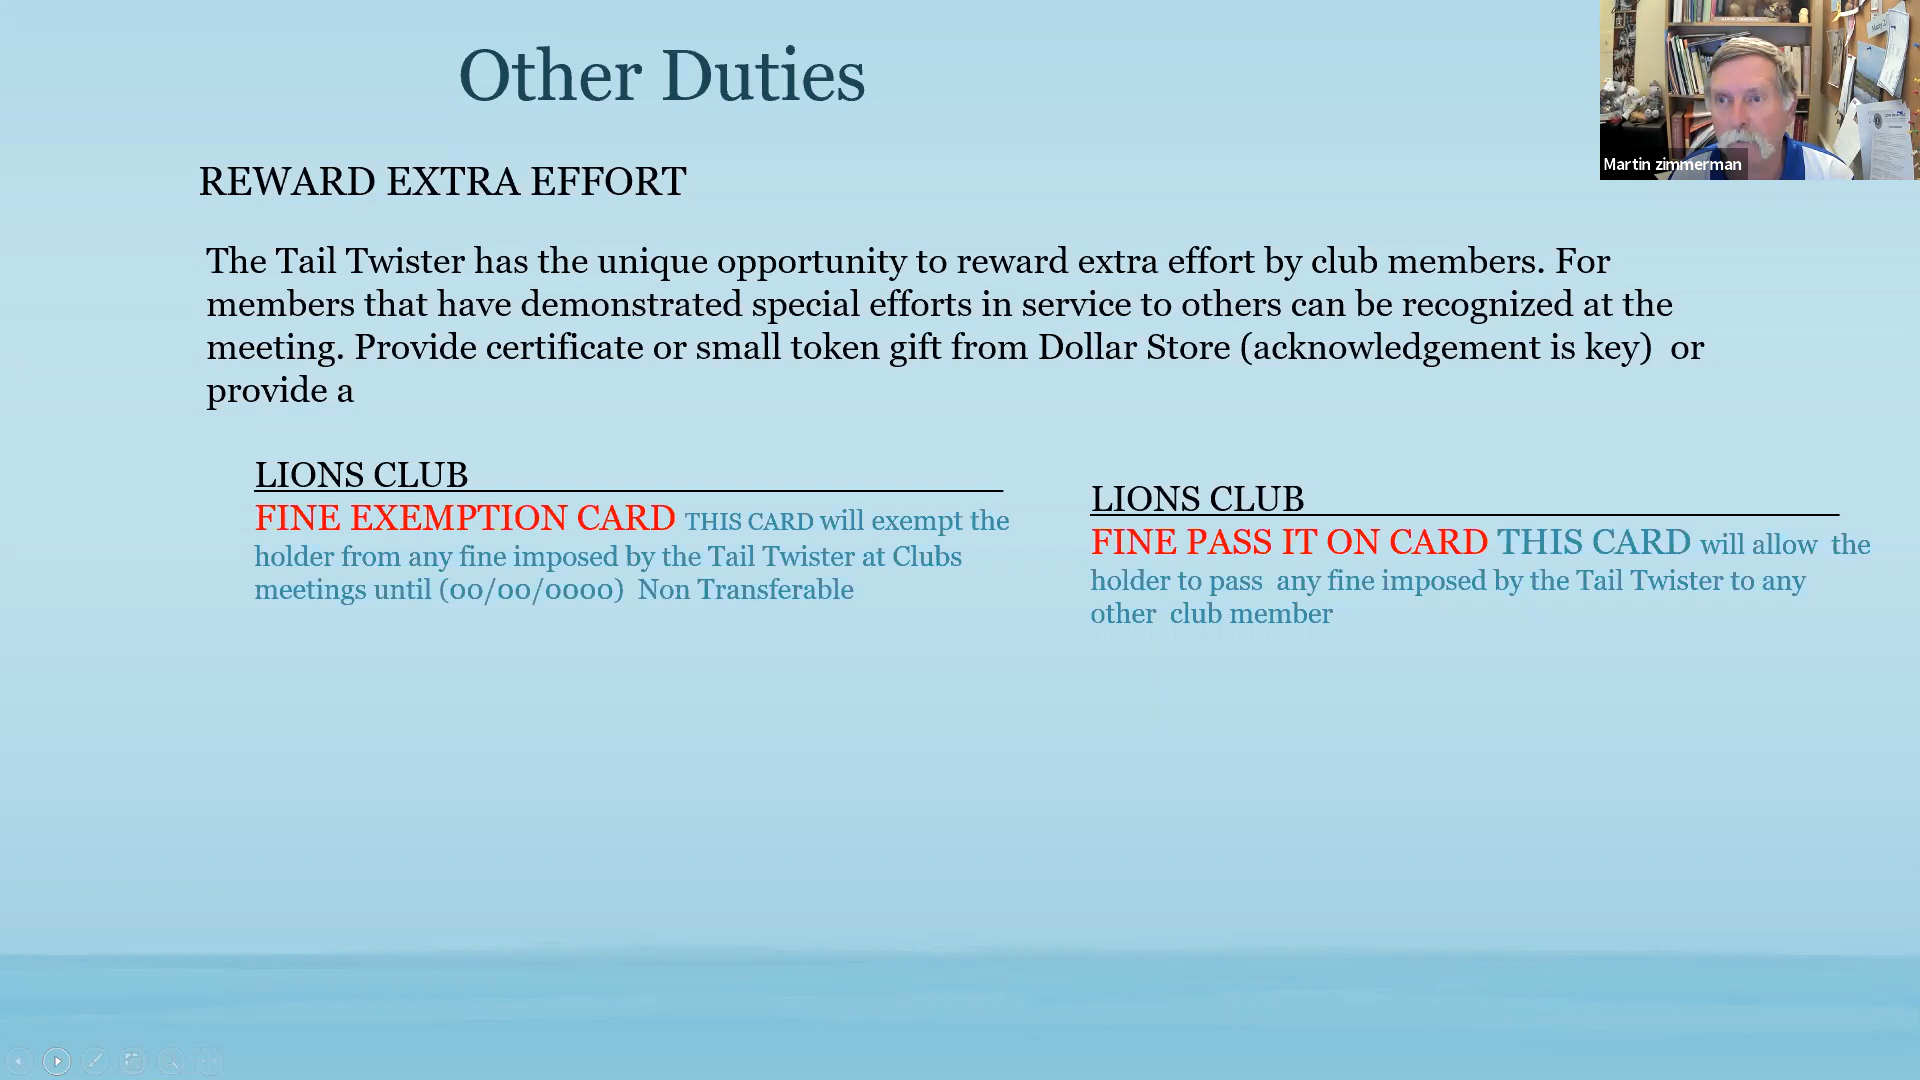 Other Duties
Martin zimmerman
REWARD EXTRA EFFORT
The Tail Twister has the unique opportunity to reward extra effort by club members. For
members that have demonstrated special efforts in service to others can be recognized at the
meeting. Provide certificate or small token gift from Dollar Store (acknowledgement is key)  or
provide a
LIONS CLUB
FINE EXEMPTION CARD THIS CARD will exempt the
holder from any fine imposed by the Tail Twister at Clubs
meetings until (00/00/0000)  Non Transferable
LIONS CLUB
FINE PASS IT ON CARD THIS CARD will allow  the
holder to pass  any fine imposed by the Tail Twister to any
other  club member